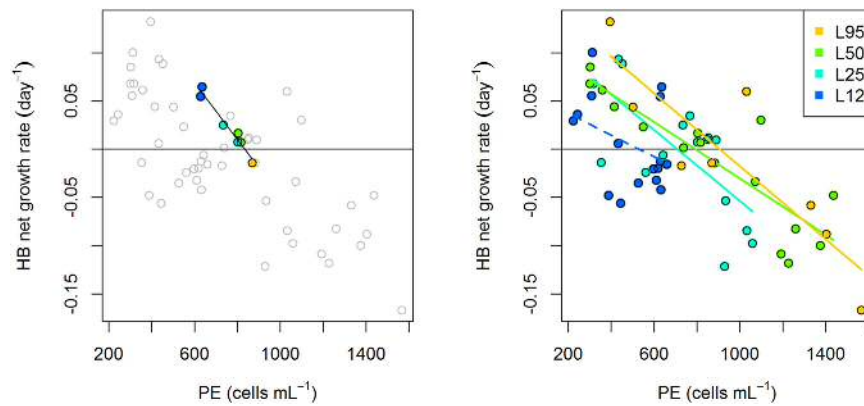 HB net growth rate (day⁻¹)
0.05
-0.05
-0.15
200
600
1000
1400
PE (cells mL⁻¹)
HB net growth rate (day⁻¹)
0.05
-0.05
-0.15
200
600
1000
1400
PE (cells mL⁻¹)
L95
L50
L25
L12